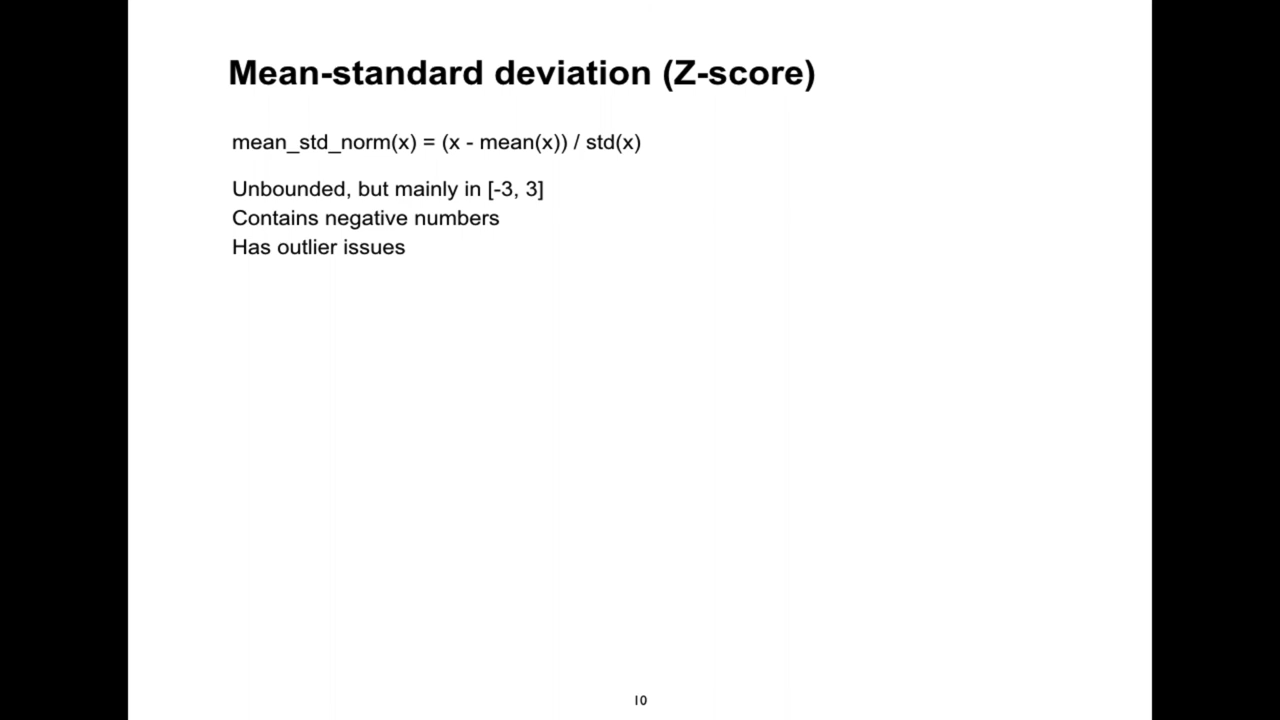 Mean-standard deviation (Z-score)
mean_std_norm(x) = (x - mean(x)) / std(x)
Unbounded, but mainly in [-3, 3]
Contains negative numbers
Has outlier issues
10